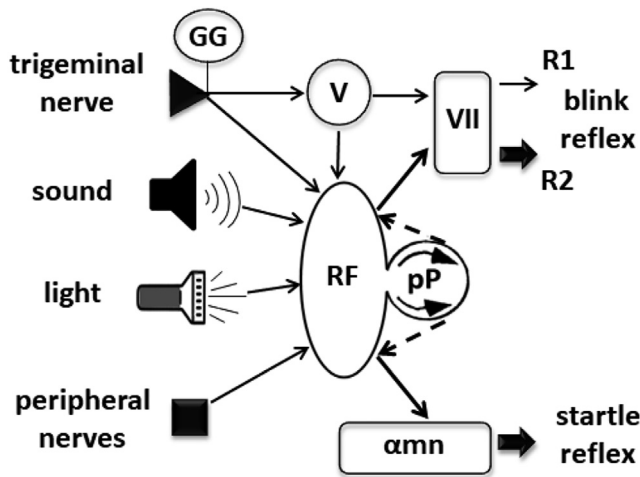 GG
trigeminal
nerve
V
VII
R1
blink
reflex
R2
sound
light
RF
pP
peripheral
nerves
αmn
startle
reflex